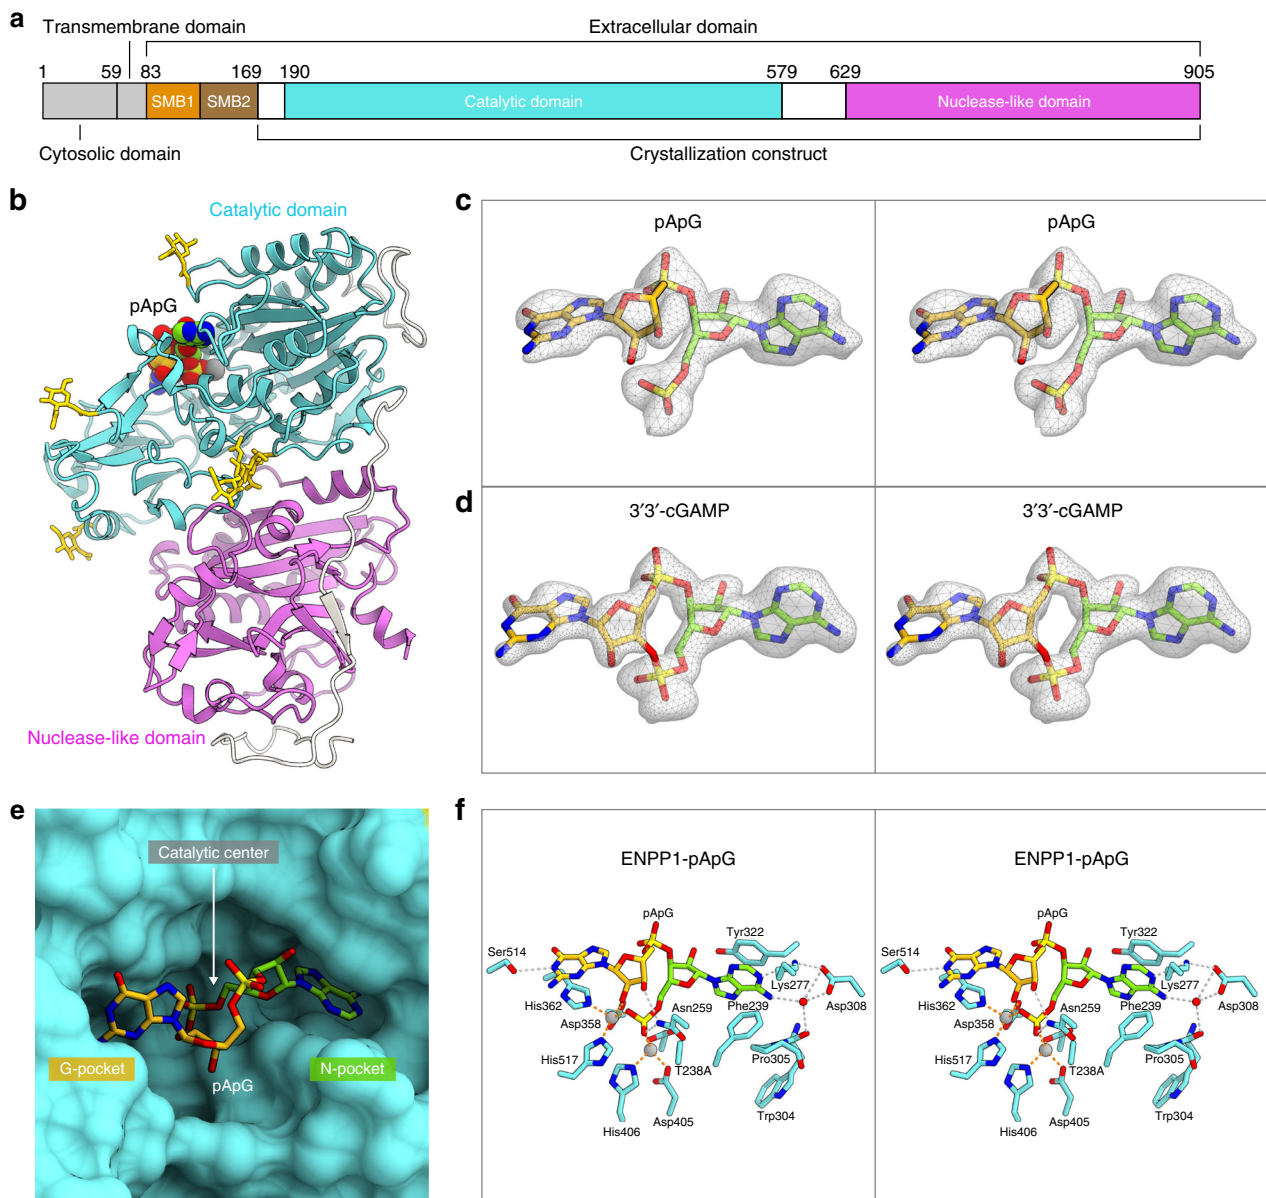 a
Transmembrane domain
Extracellular domain
1 59 83 169 190 579 629 905
SMB1 SMB2 Catalytic domain Nuclease-like domain
Cytosolic domain
Crystallization construct
b
Catalytic domain
pApG
Nuclease-like domain
c
pApG
pApG
d
3′3′-cGAMP
3′3′-cGAMP
e
Catalytic center
G-pocket
pApG
N-pocket
f
ENPP1-pApG
pApG
Tyr322
Ser514
Lys277
His362
Asn259
Phe239
Asp308
Asp358
His517
T238A
Pro305
His406
Asp405
Trp304
ENPP1-pApG
pApG
Tyr322
Ser514
Lys277
His362
Asn259
Phe239
Asp308
Asp358
His517
T238A
Pro305
His406
Asp405
Trp304